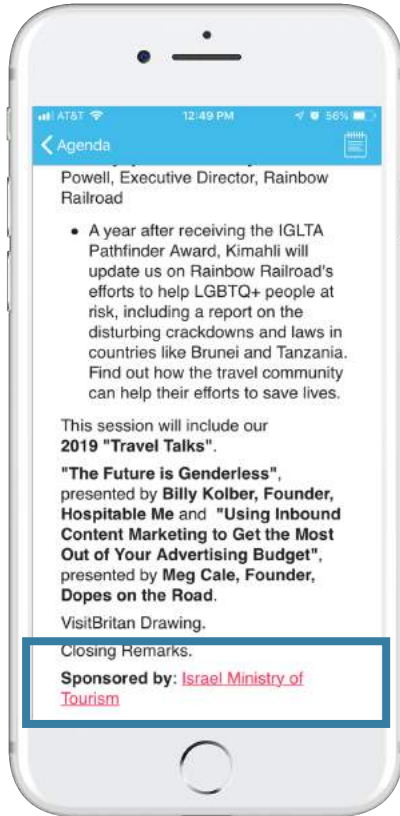 AT&T 12:49 PM 56%
Agenda
Powell, Executive Director, Rainbow
Railroad
• A year after receiving the IGLTA
Pathfinder Award, Kimahli will
update us on Rainbow Railroad's
efforts to help LGBTQ+ people at
risk, including a report on the
disturbing crackdowns and laws in
countries like Brunei and Tanzania.
Find out how the travel community
can help their efforts to save lives.
This session will include our
2019 "Travel Talks".
"The Future is Genderless",
presented by Billy Kolber, Founder,
Hospitable Me and "Using Inbound
Content Marketing to Get the Most
Out of Your Advertising Budget",
presented by Meg Cale, Founder,
Dopes on the Road.
VisitBritan Drawing.
Closing Remarks.
Sponsored by: Israel Ministry of
Tourism